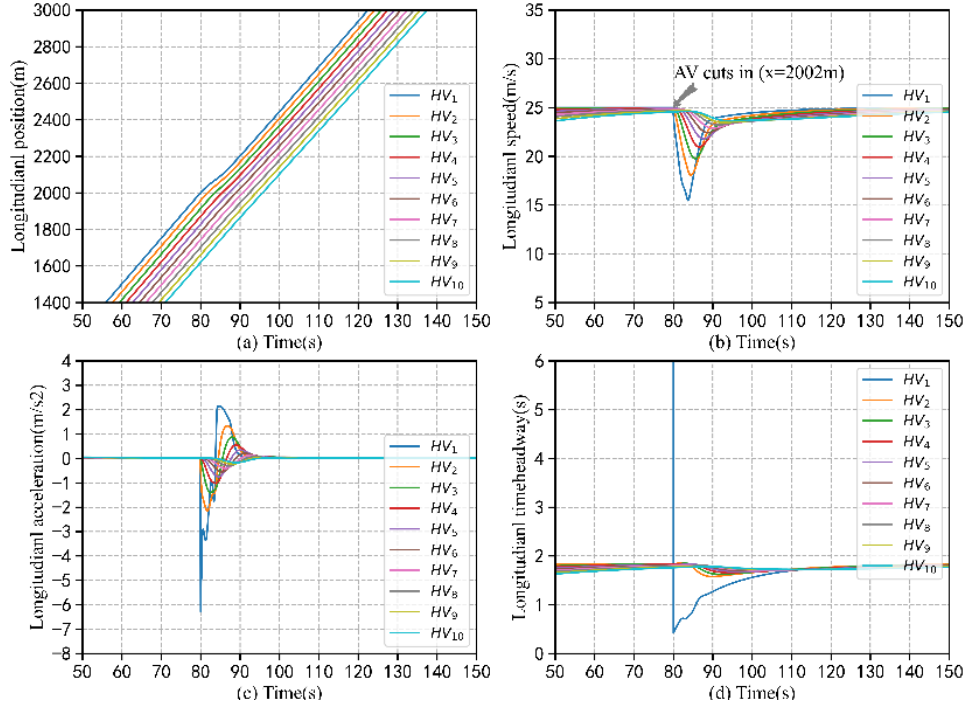 3000
2800
2600
2400
2200
2000
1800
1600
1400
Longitudianl position(m)
HV1
HV2
HV3
HV4
HV5
HV6
HV7
HV8
HV9
HV10
50 60 70 80 90 100 110 120 130 140 150
(a) Time(s)
35
30
25
20
15
10
5
Longitudianl speed(m/s)
AV cuts in (x=2002m)
HV1
HV2
HV3
HV4
HV5
HV6
HV7
HV8
HV9
HV10
50 60 70 80 90 100 110 120 130 140 150
(b) Time(s)
4
3
2
1
0
−1
−2
−3
−4
−5
−6
−7
−8
Longitudianl acceleration(m/s2)
HV1
HV2
HV3
HV4
HV5
HV6
HV7
HV8
HV9
HV10
50 60 70 80 90 100 110 120 130 140 150
(c) Time(s)
6
5
4
3
2
1
0
Longitudianl timeheadway(s)
HV1
HV2
HV3
HV4
HV5
HV6
HV7
HV8
HV9
HV10
50 60 70 80 90 100 110 120 130 140 150
(d) Time(s)